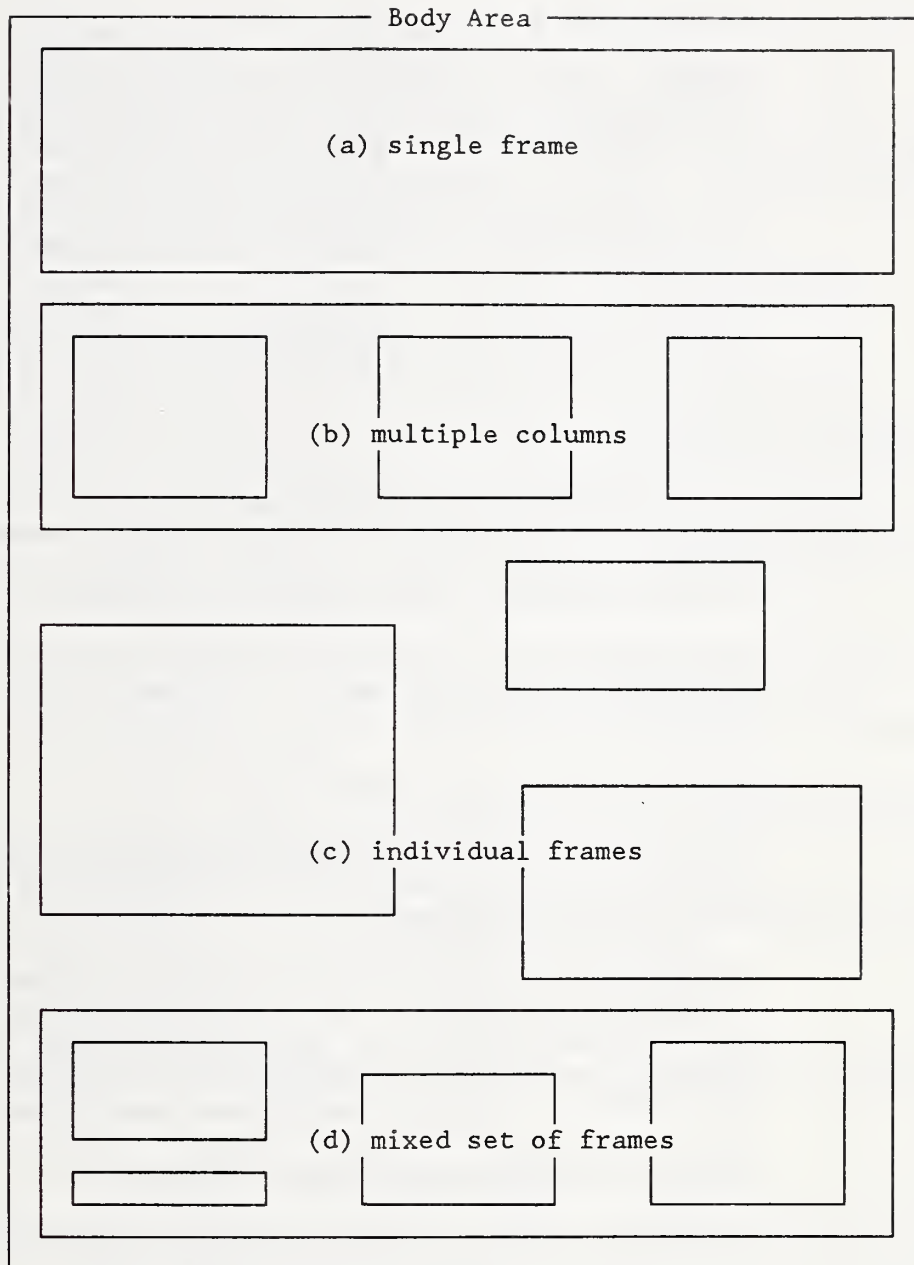 Body Area
(a) single frame
(b) multiple columns
(c) individual frames
(d) mixed set of frames